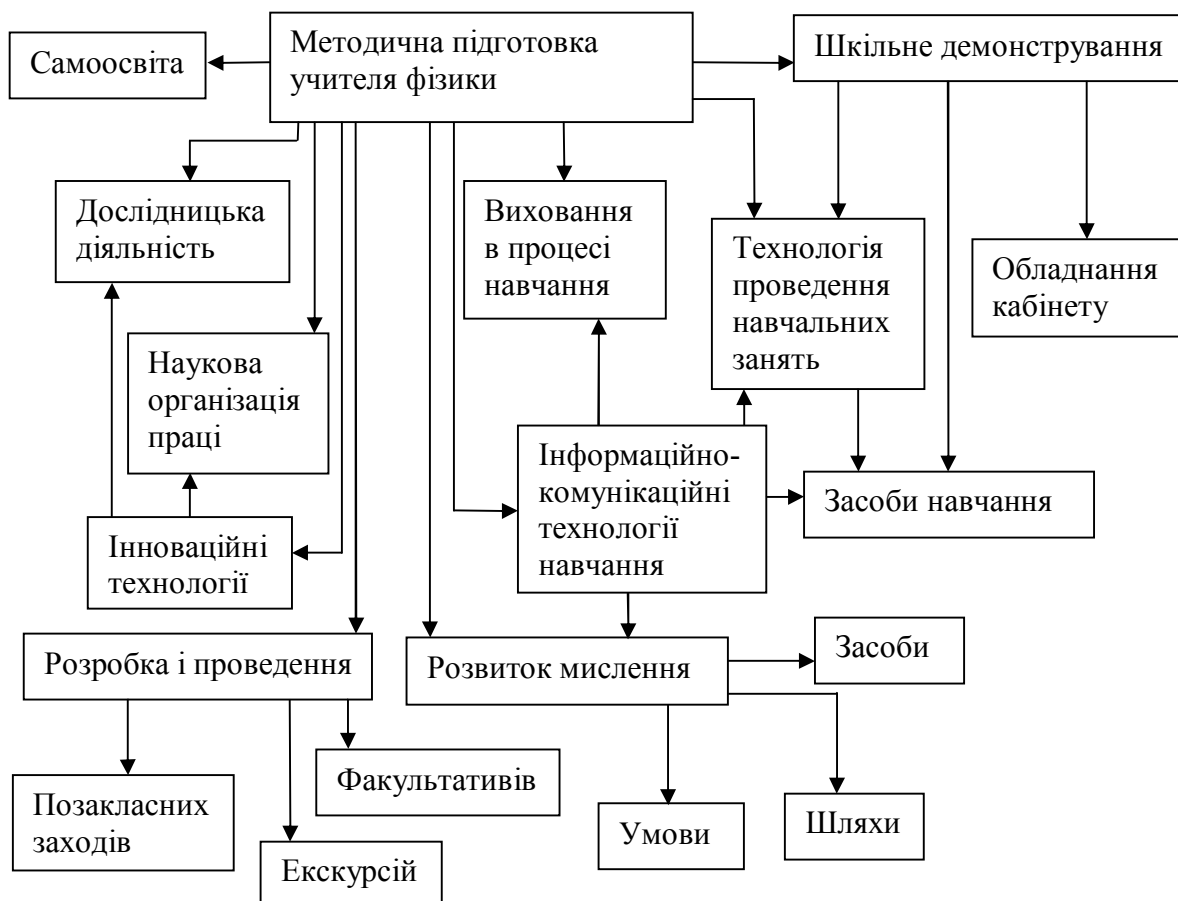 Самоосвіта
Методична підготовка
учителя фізики
Шкільне демонстрування
Дослідницька
діяльність
Виховання
в процесі
навчання
Технологія
проведення
навчальних
занять
Обладнання
кабінету
Наукова
організація
праці
Інформаційно-
комунікаційні
технології
навчання
Засоби навчання
Інноваційні
технології
Розробка і проведення
Розвиток мислення
Засоби
Факультативів
Позакласних
заходів
Умови
Шляхи
Екскурсій